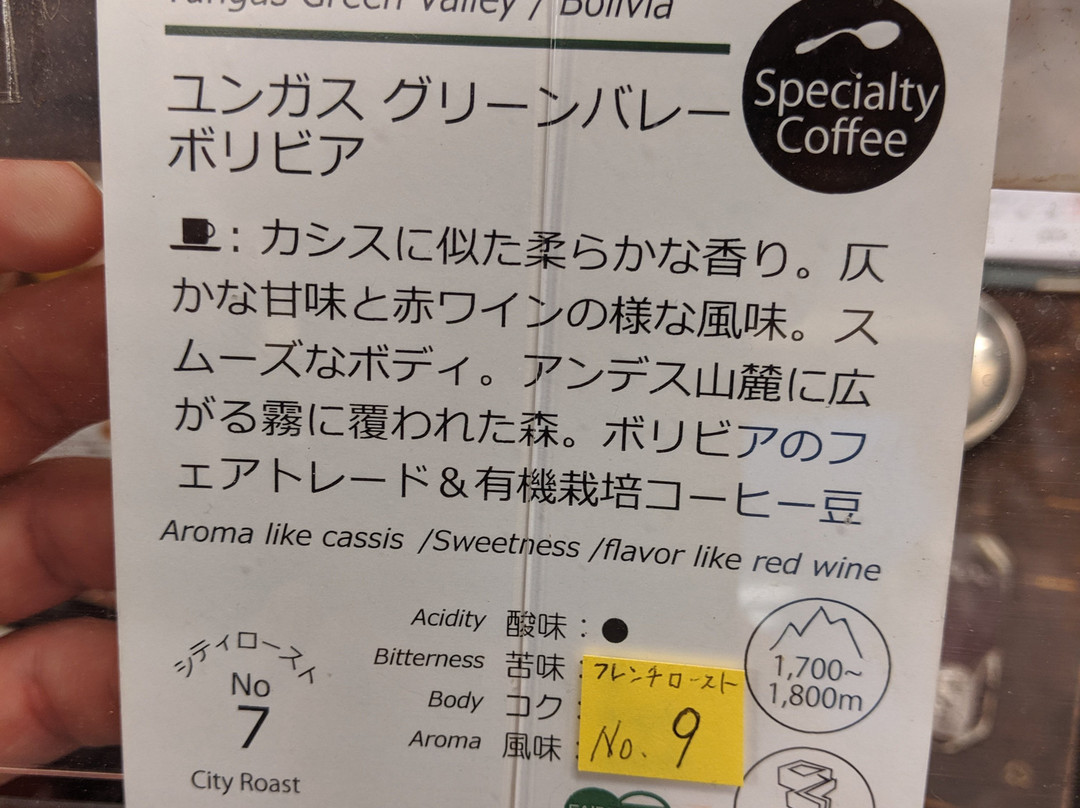 Yungas Green Valley / Bolivia
Specialty
Coffee
ユンガス グリーンバレー
ボリビア
: カシスに似た柔らかな香り。仄
かな甘味と赤ワインの様な風味。ス
ムーズなボディ。アンデス山麓に広
がる霧に覆われた森。ボリビアのフ
ェアトレード＆有機栽培コーヒー豆
Aroma like cassis /Sweetness /flavor like red wine
シティロースト
No
7
City Roast
Acidity 酸味 : ●
Bitterness 苦味 :
Body コク :
Aroma 風味 :
フレンチロースト
No. 9
1,700~
1,800m